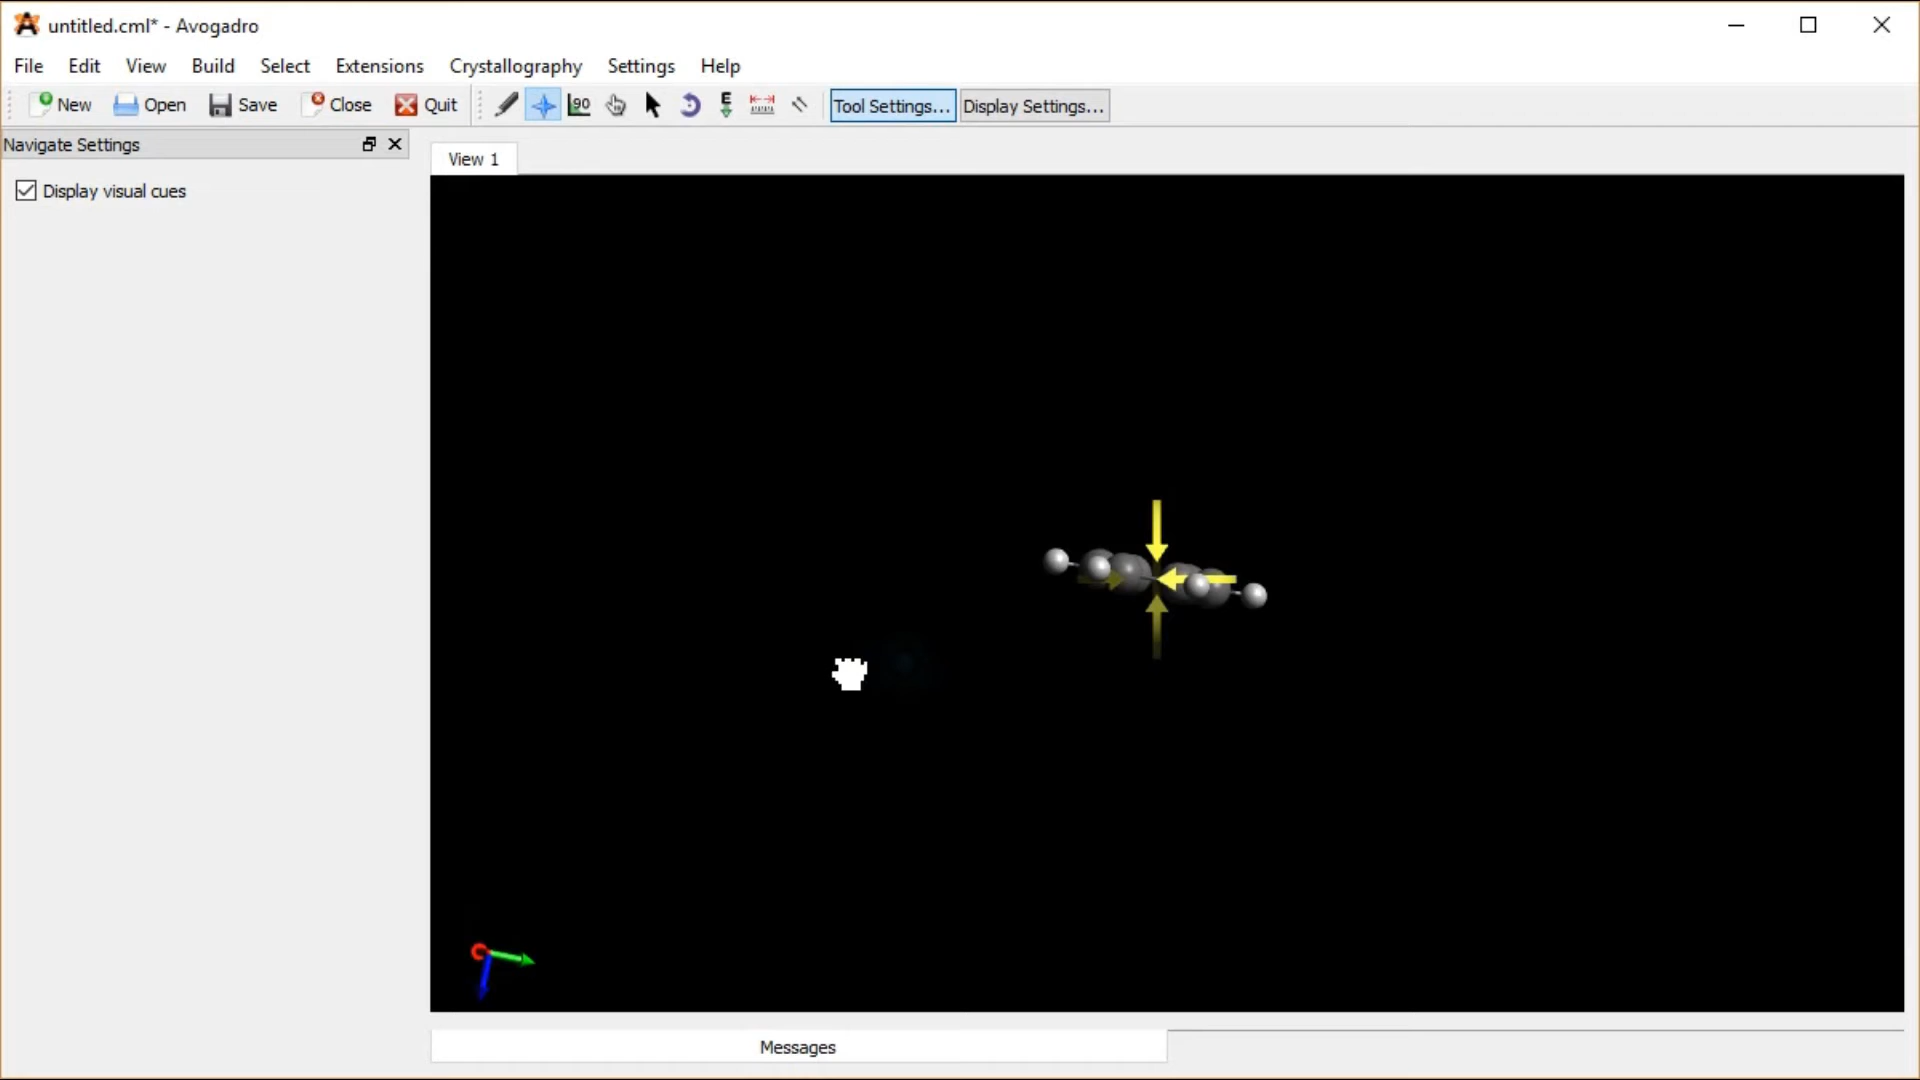 untitled.cml* - Avogadro
File Edit View Build Select Extensions Crystallography Settings Help
New Open Save Close Quit 90 E Tool Settings... Display Settings...
Navigate Settings
View 1
Display visual cues
Messages